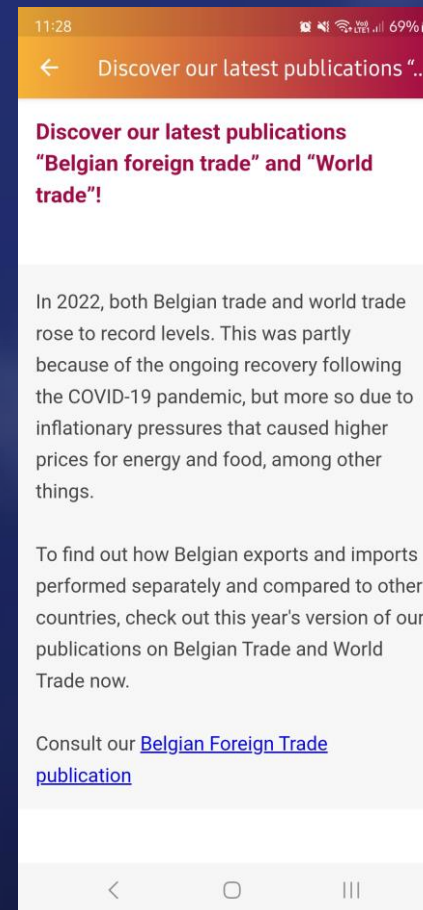 11:28
Vo)) LTE1 69%
Discover our latest publications “..
Discover our latest publications
“Belgian foreign trade” and “World
trade”!
In 2022, both Belgian trade and world trade
rose to record levels. This was partly
because of the ongoing recovery following
the COVID-19 pandemic, but more so due to
inflationary pressures that caused higher
prices for energy and food, among other
things.
To find out how Belgian exports and imports
performed separately and compared to other
countries, check out this year's version of our
publications on Belgian Trade and World
Trade now.
Consult our Belgian Foreign Trade
publication